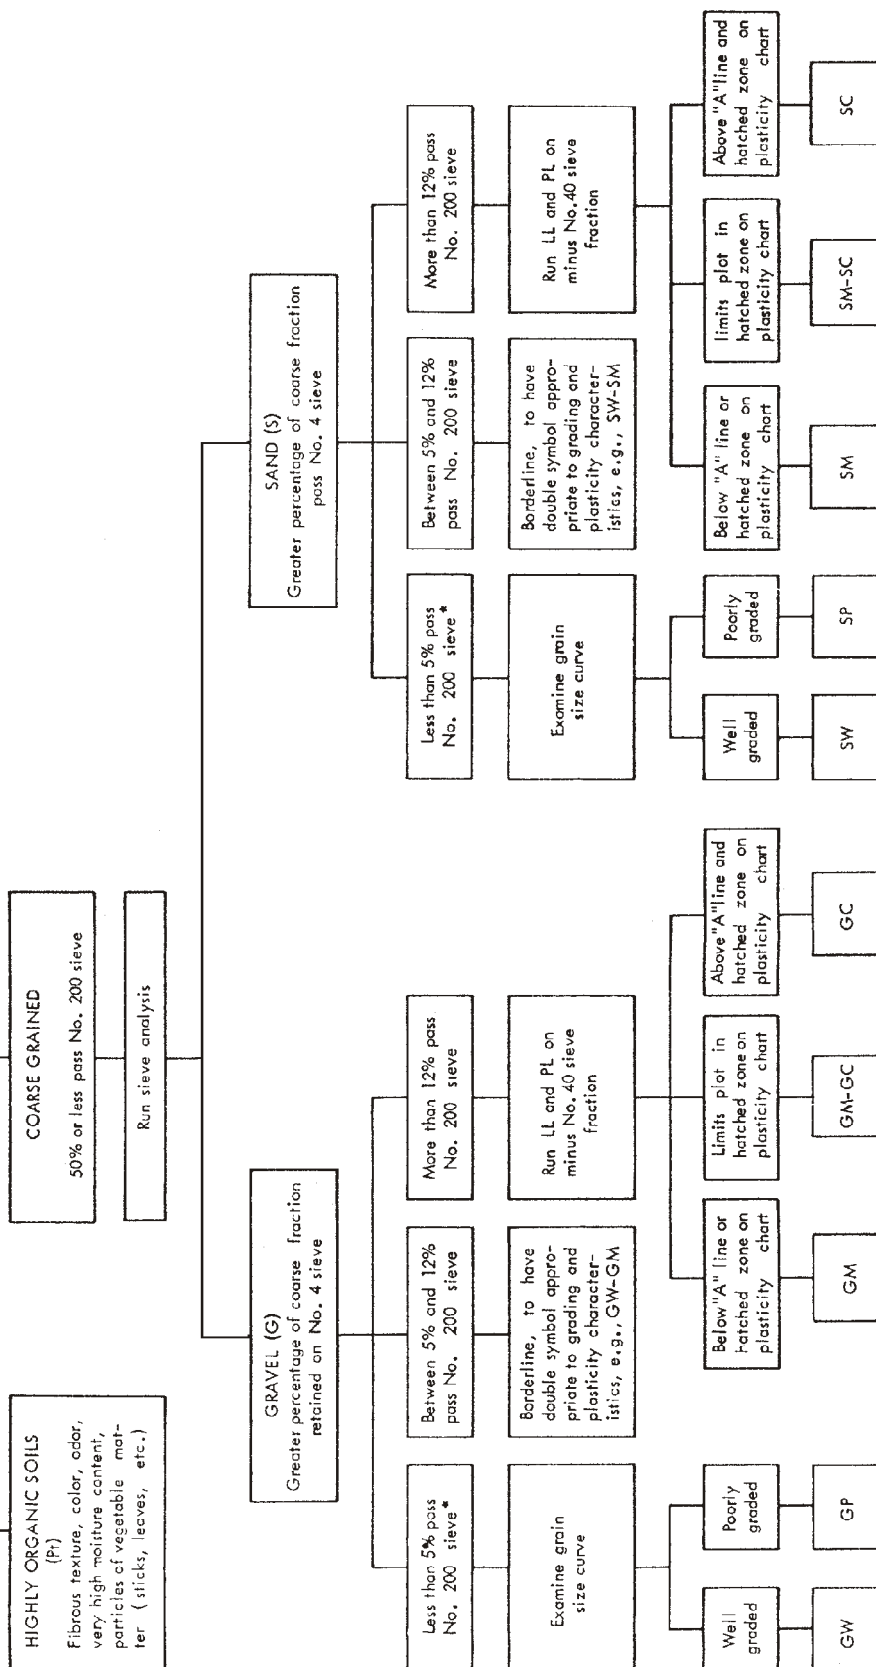 HIGHLY ORGANIC SOILS
(Pt)
Fibrous texture, color, odor,
very high moisture content,
particles of vegetable mat-
ter (sticks, leaves, etc.)
COARSE GRAINED
50% or less pass No. 200 sieve
Run sieve analysis
GRAVEL (G)
Greater percentage of coarse fraction
retained on No. 4 sieve
SAND (S)
Greater percentage of coarse fraction
pass No. 4 sieve
Less than 5% pass
No. 200 sieve*
Between 5% and 12%
pass No. 200 sieve
More than 12% pass
No. 200 sieve
Less than 5% pass
No. 200 sieve*
Between 5% and 12%
pass No. 200 sieve
More than 12% pass
No. 200 sieve
Examine grain
size curve
Borderline, to have
double symbol appro-
priate to grading and
plasticity character-
istics, e.g., GW-GM
Run LL and PL on
minus No. 40 sieve
fraction
Examine grain
size curve
Borderline, to have
double symbol appro-
priate to grading and
plasticity character-
istics, e.g., SW-SM
Run LL and PL on
minus No.40 sieve
fraction
Well
graded
Poorly
graded
Below "A" line or
hatched zone on
plasticity chart
Limits plot in
hatched zone on
plasticity chart
Above "A" line and
hatched zone on
plasticity chart
Well
graded
Poorly
graded
Below "A" line or
hatched zone on
plasticity chart
limits plot in
hatched zone on
plasticity chart
Above "A" line and
hatched zone on
plasticity chart
GW
GP
GM
GM-GC
GC
SW
SP
SM
SM-SC
SC